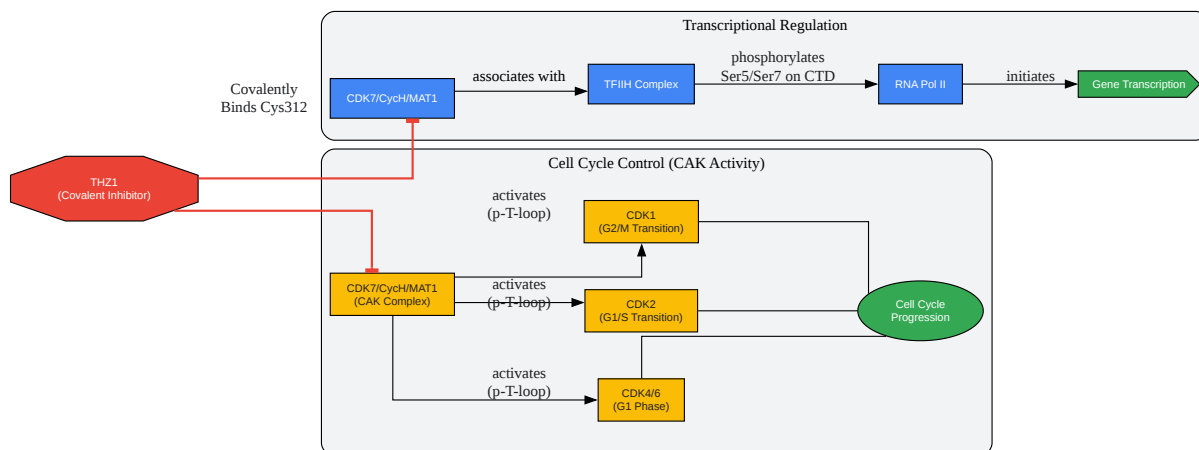 Transcriptional Regulation
Covalently
Binds Cys312
CDK7/CycH/MAT1
associates with
TFIIH Complex
phosphorylates
Ser5/Ser7 on CTD
RNA Pol II
initiates
Gene Transcription
THZ1
(Covalent Inhibitor)
Cell Cycle Control (CAK Activity)
activates
(p-T-loop)
CDK1
(G2/M Transition)
CDK7/CycH/MAT1
(CAK Complex)
activates
(p-T-loop)
CDK2
(G1/S Transition)
Cell Cycle
Progression
activates
(p-T-loop)
CDK4/6
(G1 Phase)